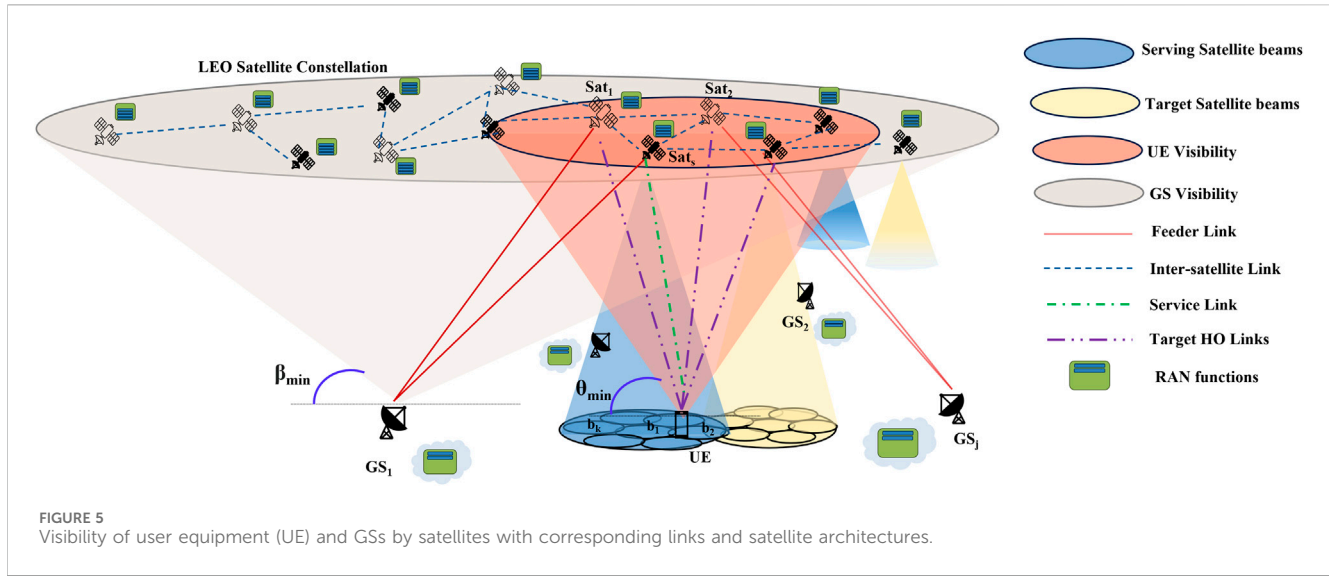 LEO Satellite Constellation
Sat1
Sat2
Sats
βmin
θmin
GS1
GS2
GSj
bk
b1
b2
UE
Serving Satellite beams
Target Satellite beams
UE Visibility
GS Visibility
Feeder Link
Inter-satellite Link
Service Link
Target HO Links
RAN functions
FIGURE 5
Visibility of user equipment (UE) and GSs by satellites with corresponding links and satellite architectures.